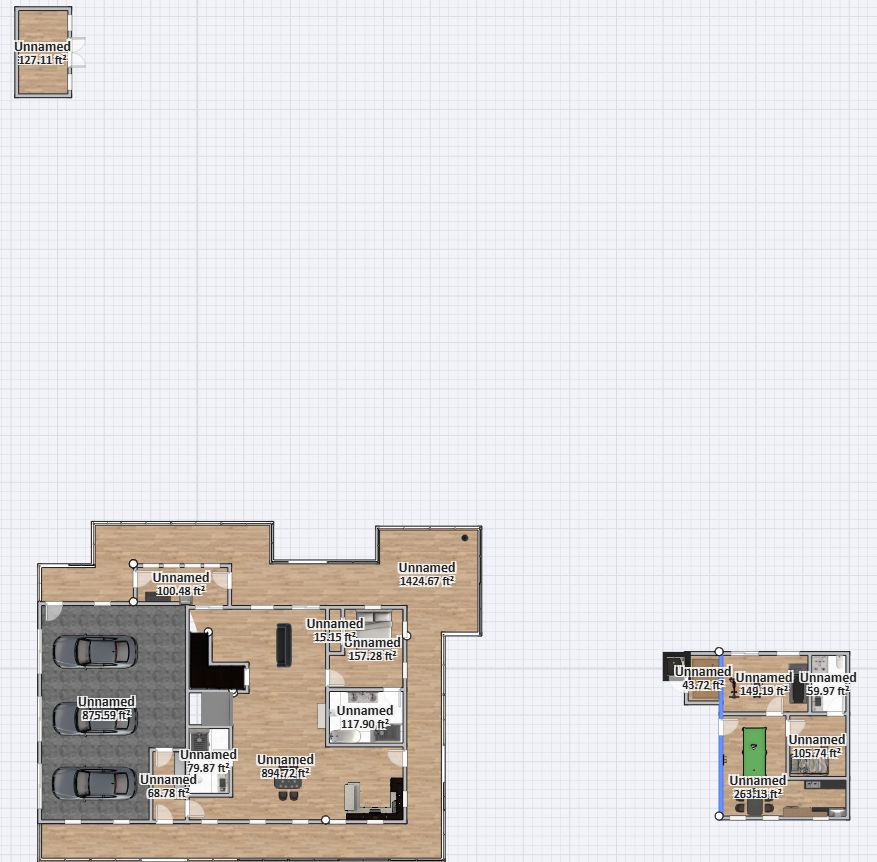 Unnamed
127.11 ft²
Unnamed
1424.67 ft²
Unnamed
100.48 ft²
Unnamed
15.15 ft²
Unnamed
157.28 ft²
Unnamed
43.72 ft²
Unnamed
149.19 ft²
Unnamed
59.97 ft²
Unnamed
875.59 ft²
Unnamed
117.90 ft²
Unnamed
105.74 ft²
Unnamed
79.87 ft²
Unnamed
894.72 ft²
Unnamed
68.78 ft²
Unnamed
263.13 ft²